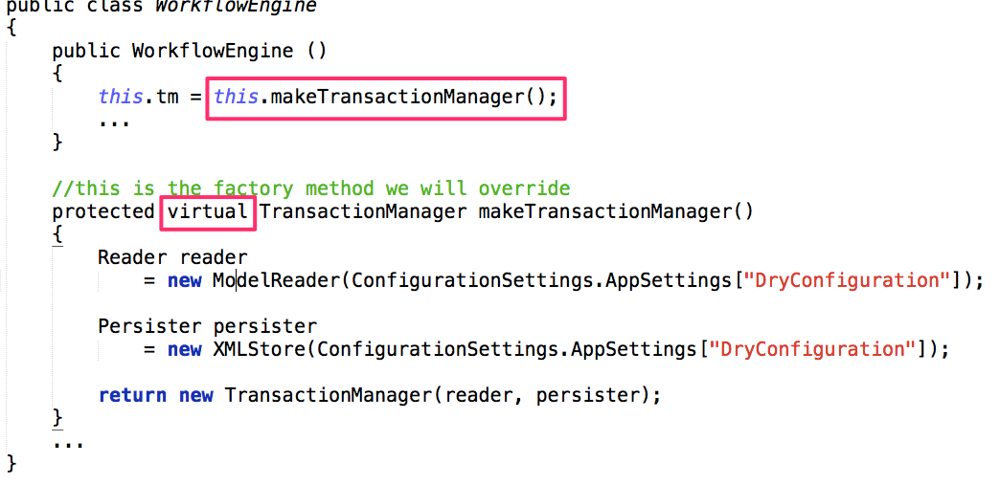 public class WorkflowEngine
{
public WorkflowEngine ()
{
this.tm = this.makeTransactionManager();
...
}
//this is the factory method we will override
protected virtual TransactionManager makeTransactionManager()
{
Reader reader
= new ModelReader(ConfigurationSettings.AppSettings["DryConfiguration"]);
Persister persister
= new XMLStore(ConfigurationSettings.AppSettings["DryConfiguration"]);
return new TransactionManager(reader, persister);
}
...
}